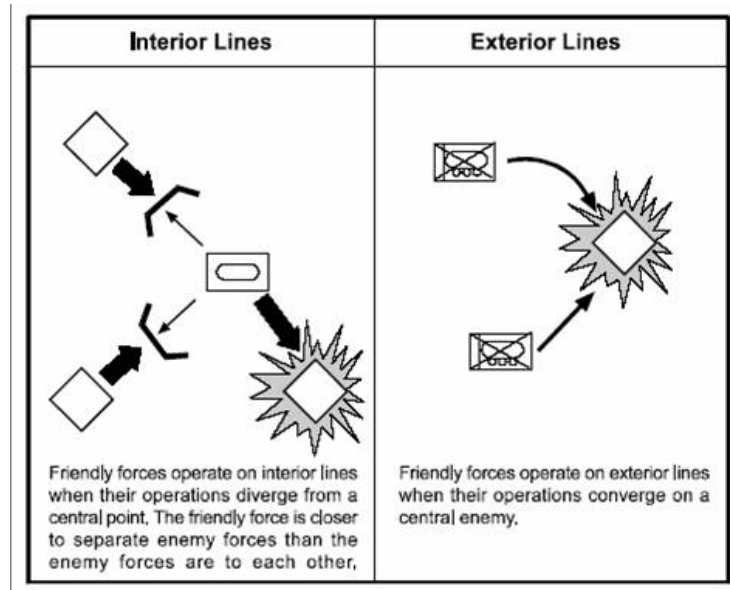 Interior Lines
Exterior Lines
Friendly forces operate on interior lines
when their operations diverge from a
central point. The friendly force is closer
to separate enemy forces than the
enemy forces are to each other,
Friendly forces operate on exterior lines
when their operations converge on a
central enemy.